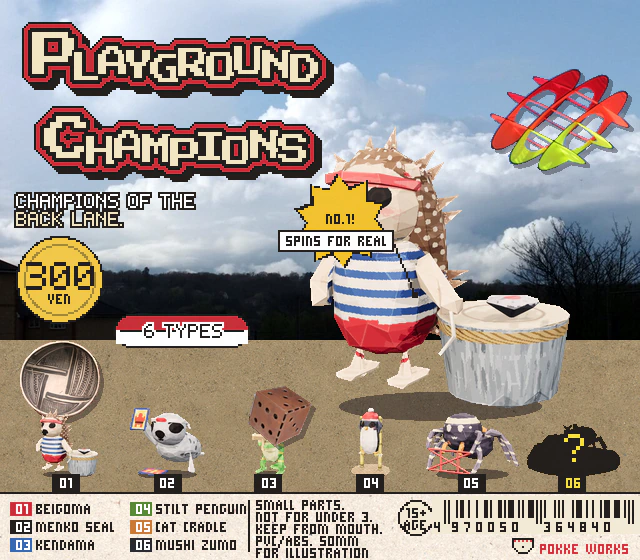 PLAYGROUND
CHAMPIONS
CHAMPIONS OF THE
BACK LANE.
NO.1!
SPINS FOR REAL
300
YEN
6 TYPES
?
01
02
03
04
05
06
01 BEIGOMA
02 MENKO SEAL
03 KENDAMA
04 STILT PENGUIN
05 CAT CRADLE
06 MUSHI ZUMO
SMALL PARTS.
NOT FOR UNDER 3.
KEEP FROM MOUTH.
PVC/ABS. 50MM
FOR ILLUSTRATION
15+
AGE
4 970050 364840
POKKE WORKS